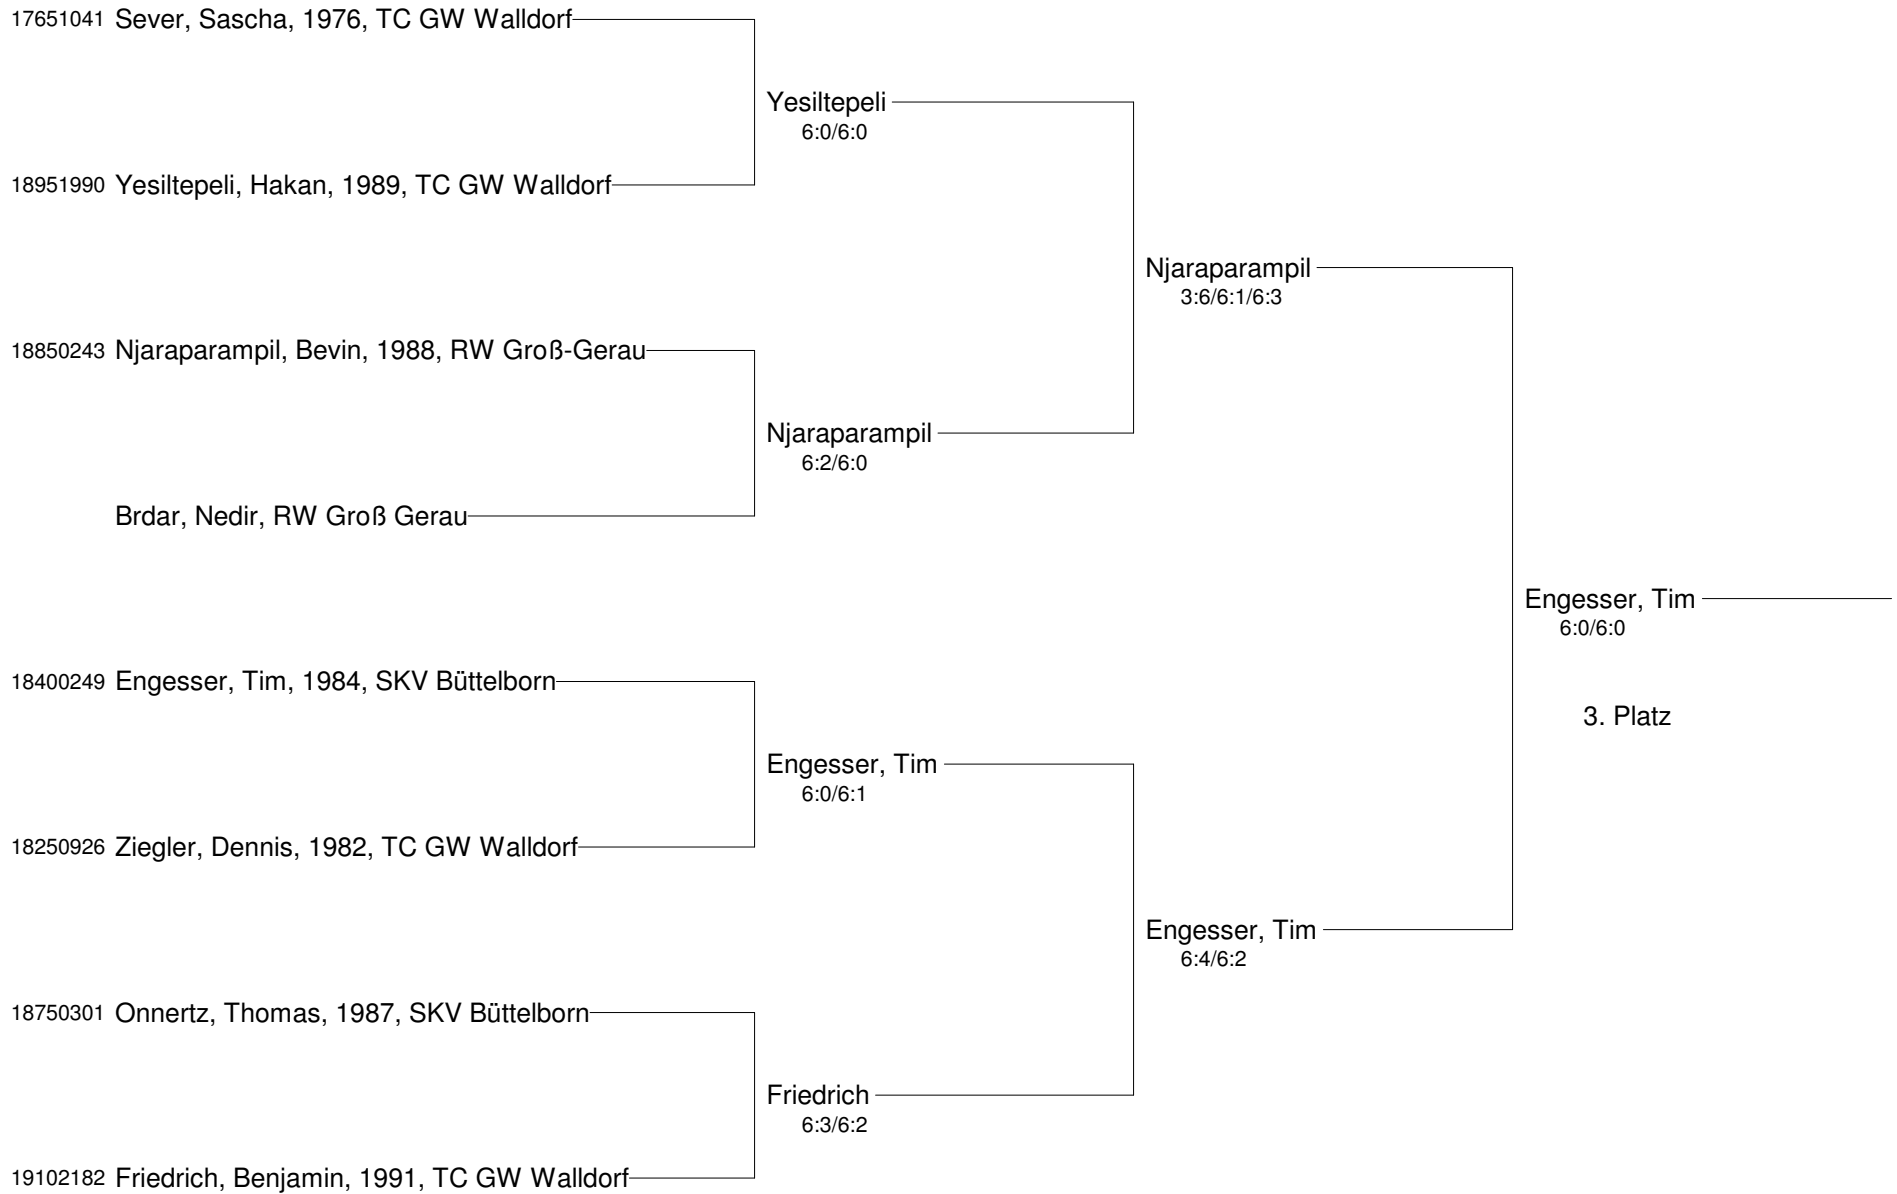 17651041 Sever, Sascha, 1976, TC GW Walldorf
Yesiltepeli
6:0/6:0
18951990 Yesiltepeli, Hakan, 1989, TC GW Walldorf
Njaraparampil
3:6/6:1/6:3
18850243 Njaraparampil, Bevin, 1988, RW Groß-Gerau
Njaraparampil
6:2/6:0
Brdar, Nedir, RW Groß Gerau
Engesser, Tim
6:0/6:0
18400249 Engesser, Tim, 1984, SKV Büttelborn
3. Platz
Engesser, Tim
6:0/6:1
18250926 Ziegler, Dennis, 1982, TC GW Walldorf
Engesser, Tim
6:4/6:2
18750301 Onnertz, Thomas, 1987, SKV Büttelborn
Friedrich
6:3/6:2
19102182 Friedrich, Benjamin, 1991, TC GW Walldorf